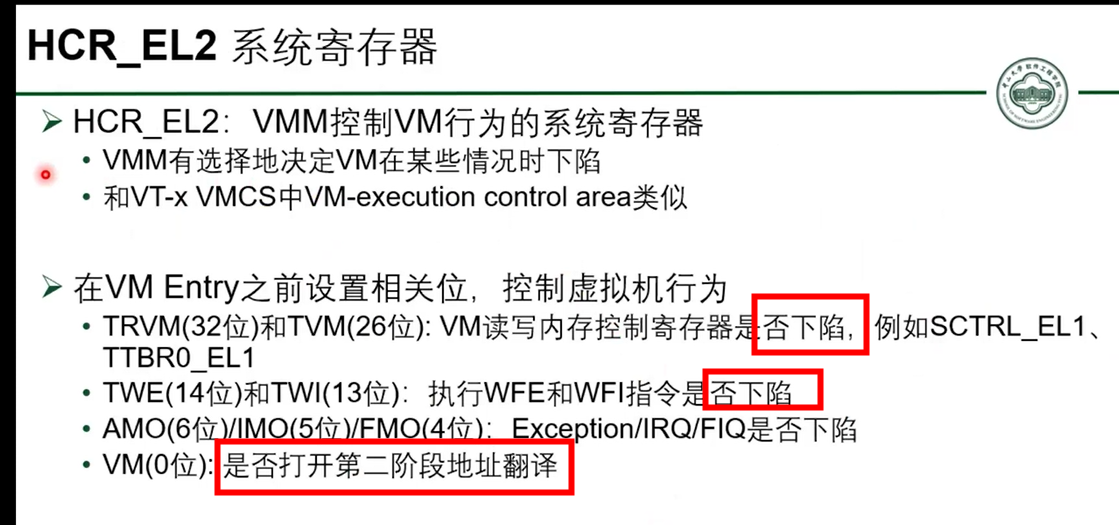 HCR_EL2 系统寄存器
HCR_EL2：VMM控制VM行为的系统寄存器
• VMM有选择地决定VM在某些情况时下陷
• 和VT-x VMCS中VM-execution control area类似
在VM Entry之前设置相关位，控制虚拟机行为
• TRVM(32位)和TVM(26位): VM读写内存控制寄存器是否下陷，例如SCTRL_EL1、
TTBR0_EL1
• TWE(14位)和TWI(13位)：执行WFE和WFI指令是否下陷
• AMO(6位)/IMO(5位)/FMO(4位)：Exception/IRQ/FIQ是否下陷
• VM(0位): 是否打开第二阶段地址翻译